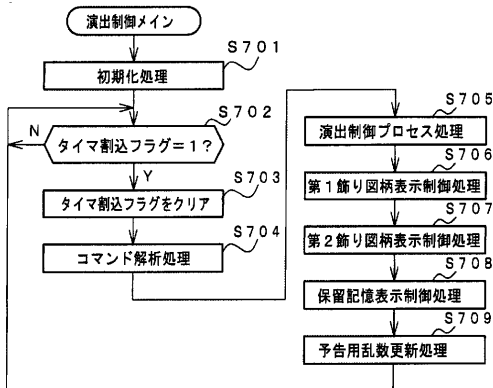 演出制御メイン
S701
初期化処理
S702
N
タイマ割込フラグ=1?
Y
S703
タイマ割込フラグをクリア
S704
コマンド解析処理
S705
演出制御プロセス処理
S706
第1飾り図柄表示制御処理
S707
第2飾り図柄表示制御処理
S708
保留記憶表示制御処理
S709
予告用乱数更新処理